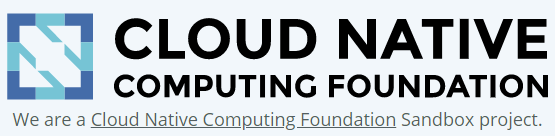 CLOUD NATIVE
COMPUTING FOUNDATION
We are a Cloud Native Computing Foundation Sandbox project.